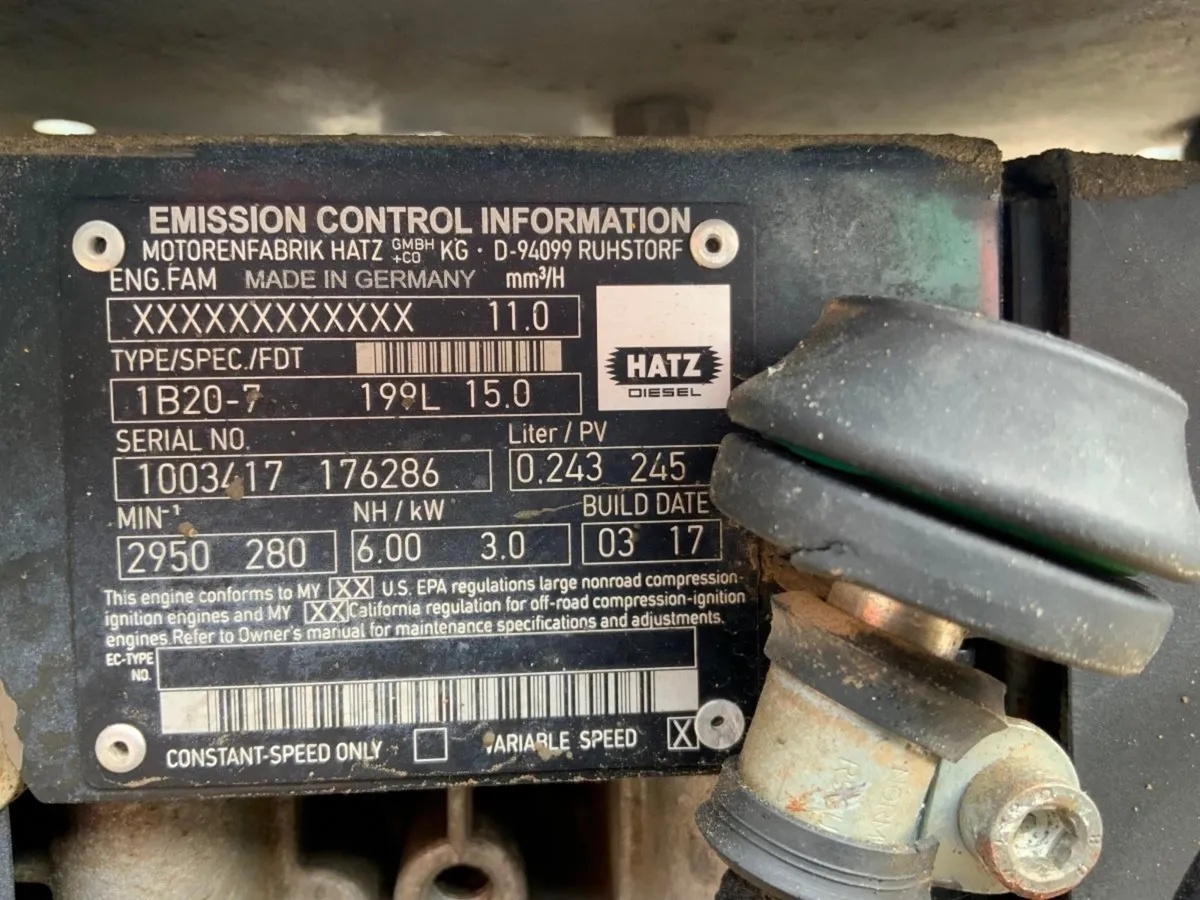 EMISSION CONTROL INFORMATION
MOTORENFABRIK HATZ GMBH +CO KG · D-94099 RUHSTORF
ENG.FAM MADE IN GERMANY mm³/H
XXXXXXXXXXXX 11.0
TYPE/SPEC./FDT
HATZ
DIESEL
1B20-7 199L 15.0
SERIAL NO. Liter / PV
1003417 176286 0.243 245
MIN⁻¹ NH / kW BUILD DATE
2950 280 6.00 3.0 03 17
This engine conforms to MY XX U.S. EPA regulations large nonroad compression-
ignition engines and MY XX California regulation for off-road compression-ignition
engines. Refer to Owner's manual for maintenance specifications and adjustments.
EC-TYPE
NO.
CONSTANT-SPEED ONLY VARIABLE SPEED X